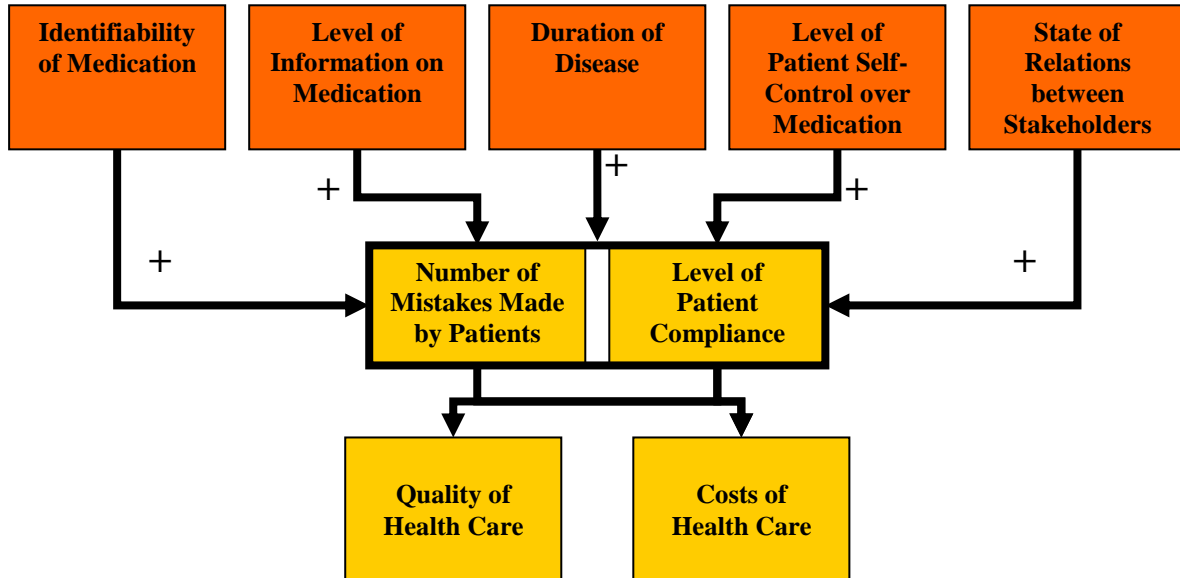 Identifiability
of Medication
Level of
Information on
Medication
Duration of
Disease
Level of
Patient Self-
Control over
Medication
State of
Relations
between
Stakeholders
+
+
+
+
+
Number of
Mistakes Made
by Patients
Level of
Patient
Compliance
Quality of
Health Care
Costs of
Health Care